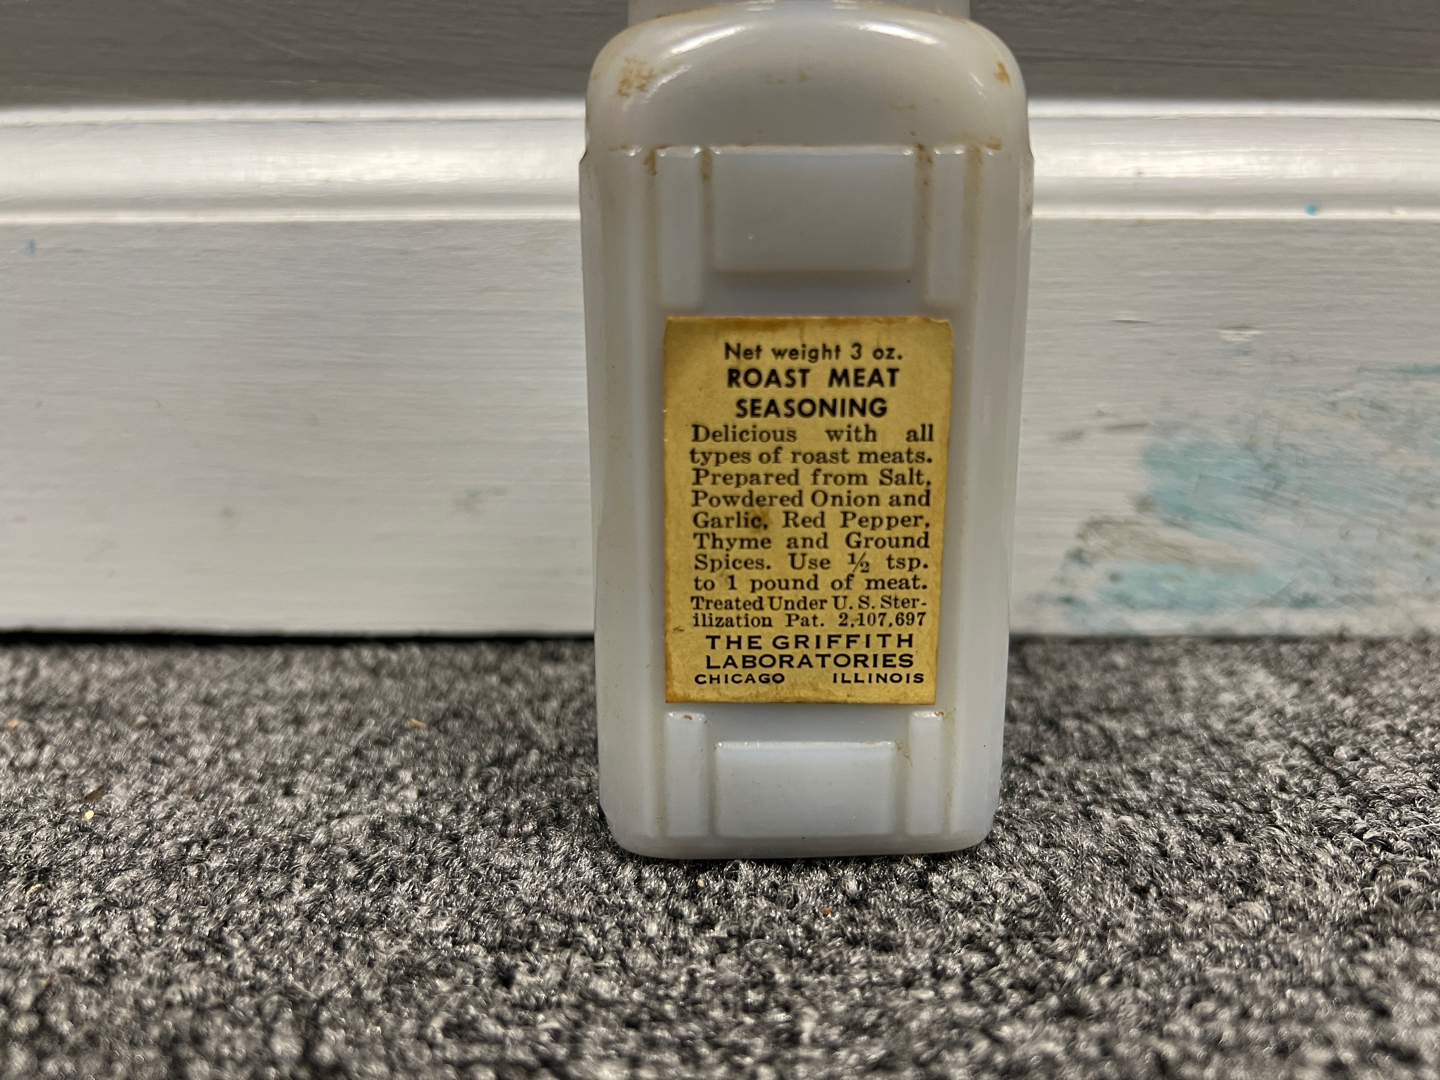 Net weight 3 oz.
ROAST MEAT
SEASONING
Delicious with all
types of roast meats.
Prepared from Salt,
Powdered Onion and
Garlic, Red Pepper,
Thyme and Ground
Spices. Use ½ tsp.
to 1 pound of meat.
Treated Under U. S. Ster-
ilization Pat. 2,107,697
THE GRIFFITH
LABORATORIES
CHICAGO ILLINOIS